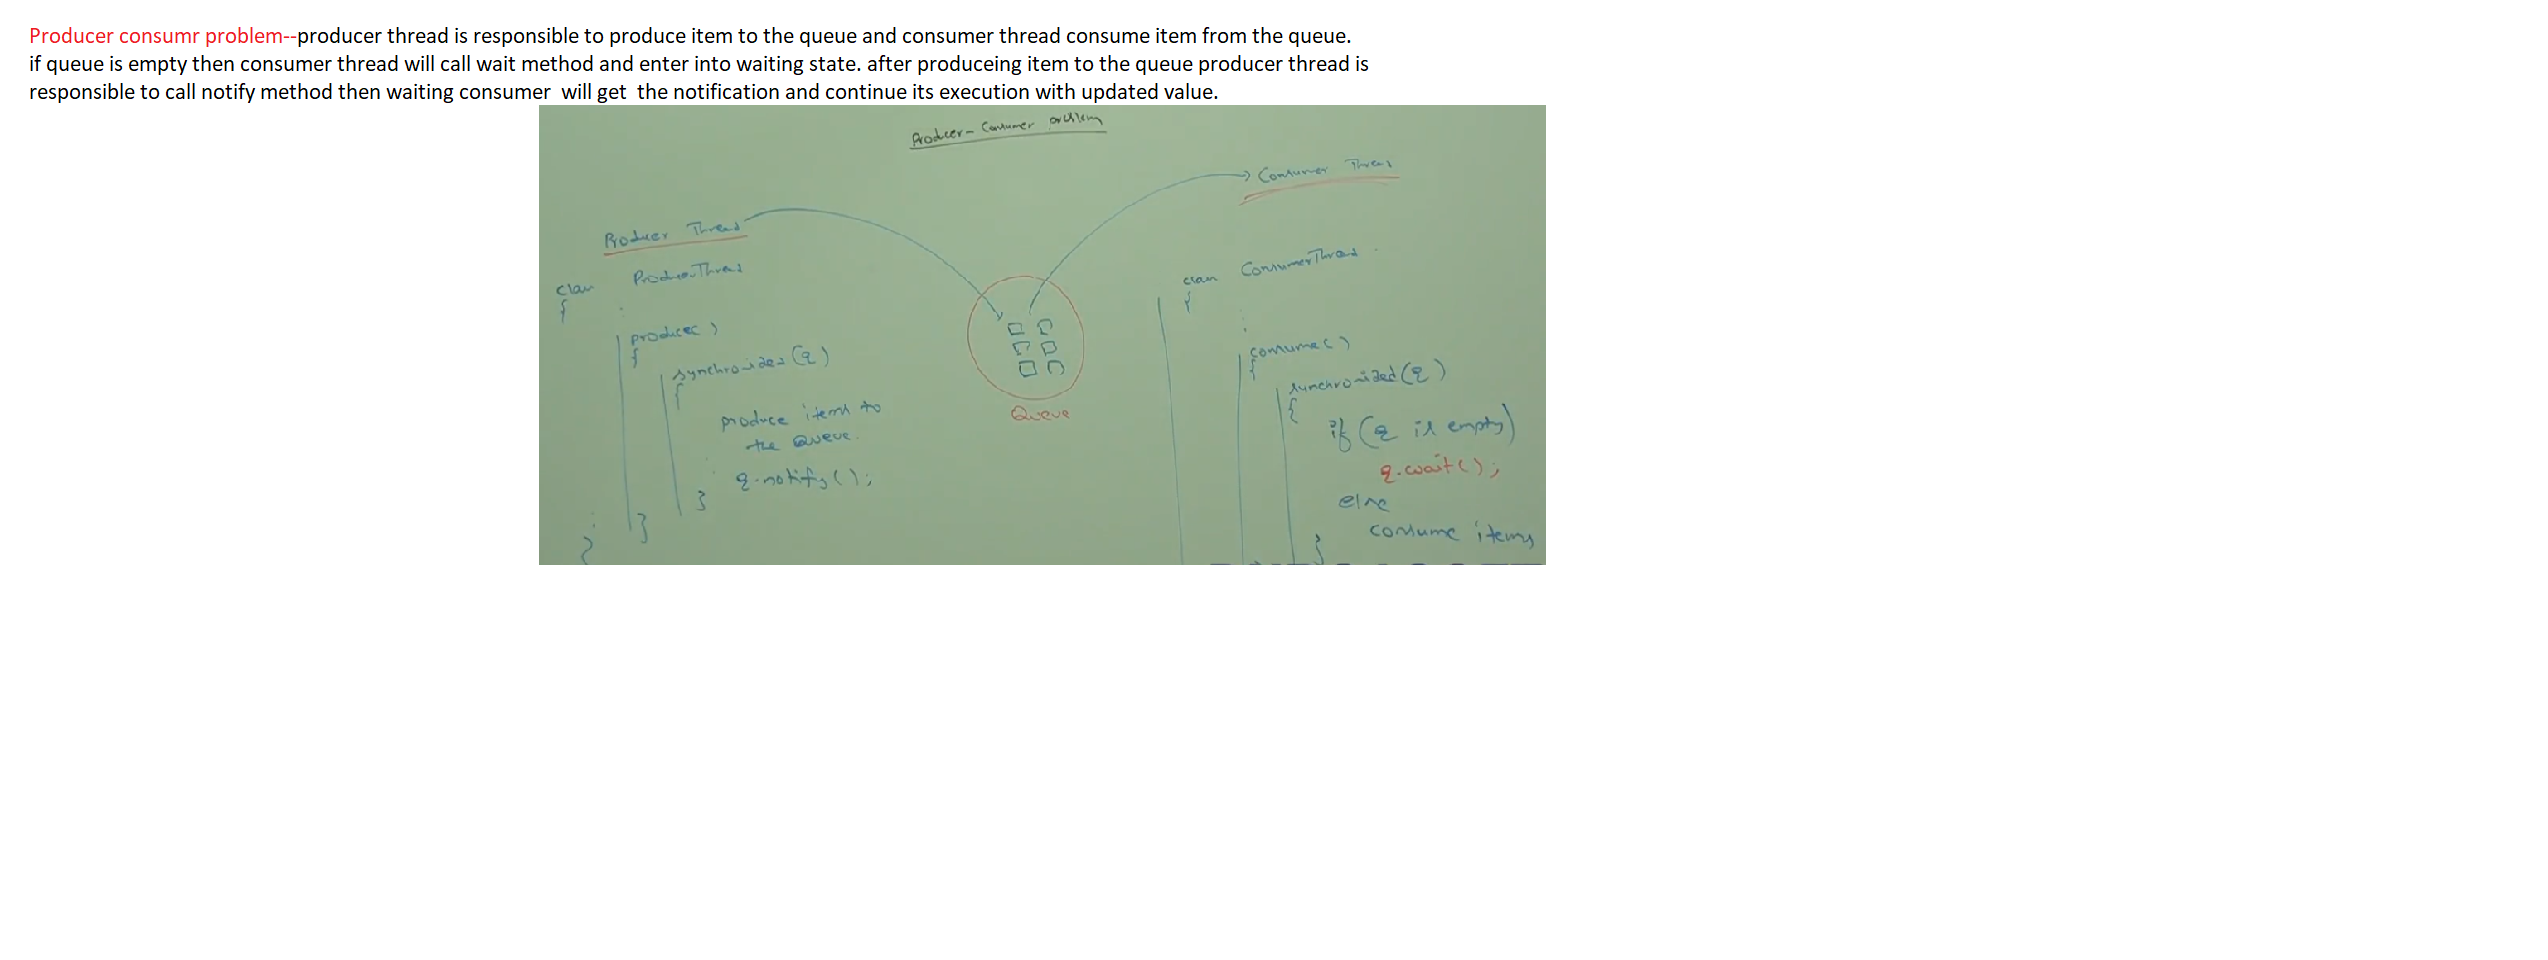 Producer consumr problem--producer thread is responsible to produce item to the queue and consumer thread consume item from the queue.
if queue is empty then consumer thread will call wait method and enter into waiting state. after produceing item to the queue producer thread is
responsible to call notify method then waiting consumer  will get  the notification and continue its execution with updated value.
Producer - Consumer problem
Producer Thread
class ProducerThread
{
produce()
{
synchronized(q)
{
produce items to
the Queue.
q.notify();
}
}
}
Queue
Consumer Thread
class ConsumerThread
{
consume()
{
synchronized(q)
{
if (q is empty)
q.wait();
else
consume items
}